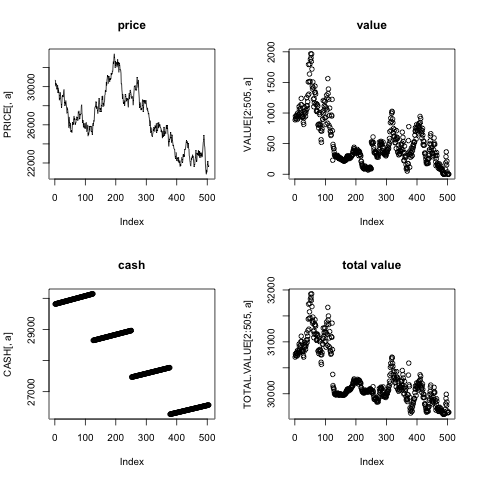 price
PRICE[, a]
22000 26000 30000
0 100 200 300 400 500
Index
value
VALUE[2:505, a]
0 500 1000 1500 2000
0 100 200 300 400 500
Index
cash
CASH[, a]
27000 29000
0 100 200 300 400 500
Index
total value
TOTAL.VALUE[2:505, a]
30000 31000 32000
0 100 200 300 400 500
Index